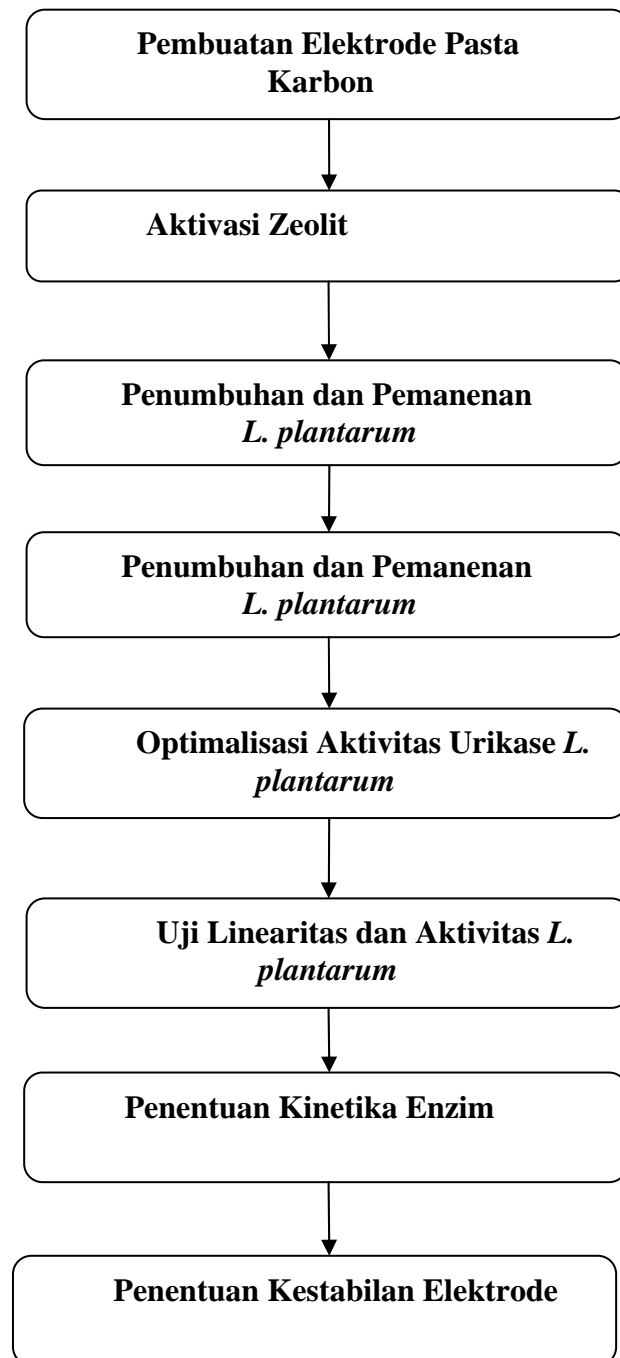 Pembuatan Elektrode Pasta
Karbon
Aktivasi Zeolit
Penumbuhan dan Pemanenan
L. plantarum
Penumbuhan dan Pemanenan
L. plantarum
Optimalisasi Aktivitas Urikase L.
plantarum
Uji Linearitas dan Aktivitas L.
plantarum
Penentuan Kinetika Enzim
Penentuan Kestabilan Elektrode